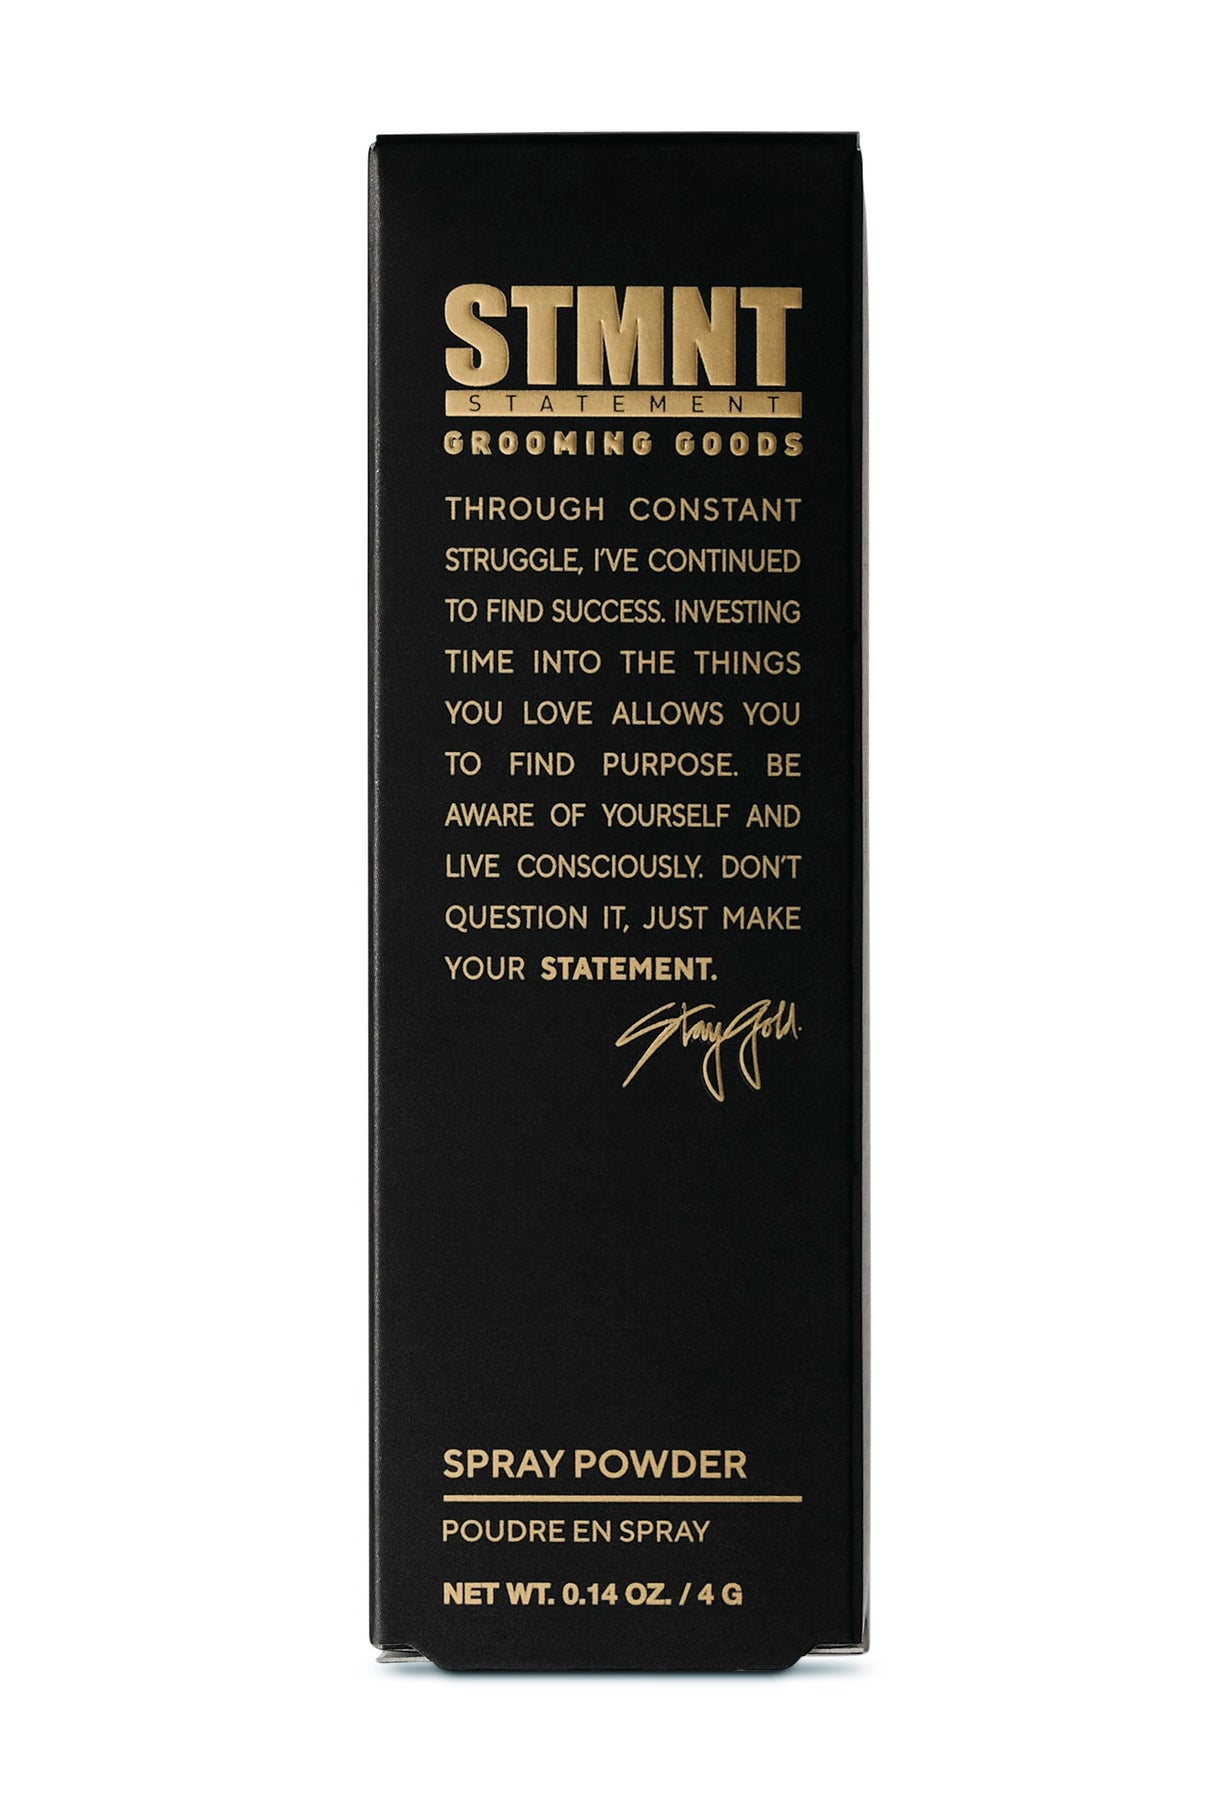 STMNT
STATEMENT
GROOMING GOODS
THROUGH CONSTANT
STRUGGLE, I'VE CONTINUED
TO FIND SUCCESS. INVESTING
TIME INTO THE THINGS
YOU LOVE ALLOWS YOU
TO FIND PURPOSE. BE
AWARE OF YOURSELF AND
LIVE CONSCIOUSLY. DON'T
QUESTION IT, JUST MAKE
YOUR STATEMENT.
StayGold.
SPRAY POWDER
POUDRE EN SPRAY
NET WT. 0.14 OZ. / 4 G